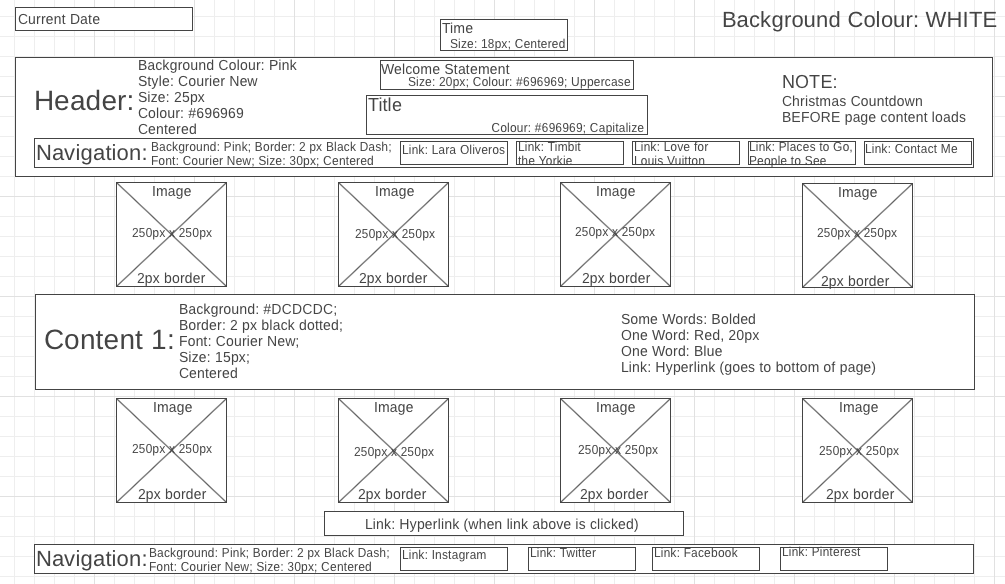 Current Date
Background Colour: WHITE
Time
Size: 18px; Centered
Header:
Background Colour: Pink
Style: Courier New
Size: 25px
Colour: #696969
Centered
Welcome Statement
Size: 20px; Colour: #696969; Uppercase
Title
Colour: #696969; Capitalize
NOTE:
Christmas Countdown
BEFORE page content loads
Navigation:
Background: Pink; Border: 2 px Black Dash;
Font: Courier New; Size: 30px; Centered
Link: Lara Oliveros
Link: Timbit
the Yorkie
Link: Love for
Louis Vuitton
Link: Places to Go,
People to See
Link: Contact Me
Image
250px x 250px
2px border
Image
250px x 250px
2px border
Image
250px x 250px
2px border
Image
250px x 250px
2px border
Content 1:
Background: #DCDCDC;
Border: 2 px black dotted;
Font: Courier New;
Size: 15px;
Centered
Some Words: Bolded
One Word: Red, 20px
One Word: Blue
Link: Hyperlink (goes to bottom of page)
Image
250px x 250px
2px border
Image
250px x 250px
2px border
Image
250px x 250px
2px border
Image
250px x 250px
2px border
Link: Hyperlink (when link above is clicked)
Navigation:
Background: Pink; Border: 2 px Black Dash;
Font: Courier New; Size: 30px; Centered
Link: Instagram
Link: Twitter
Link: Facebook
Link: Pinterest